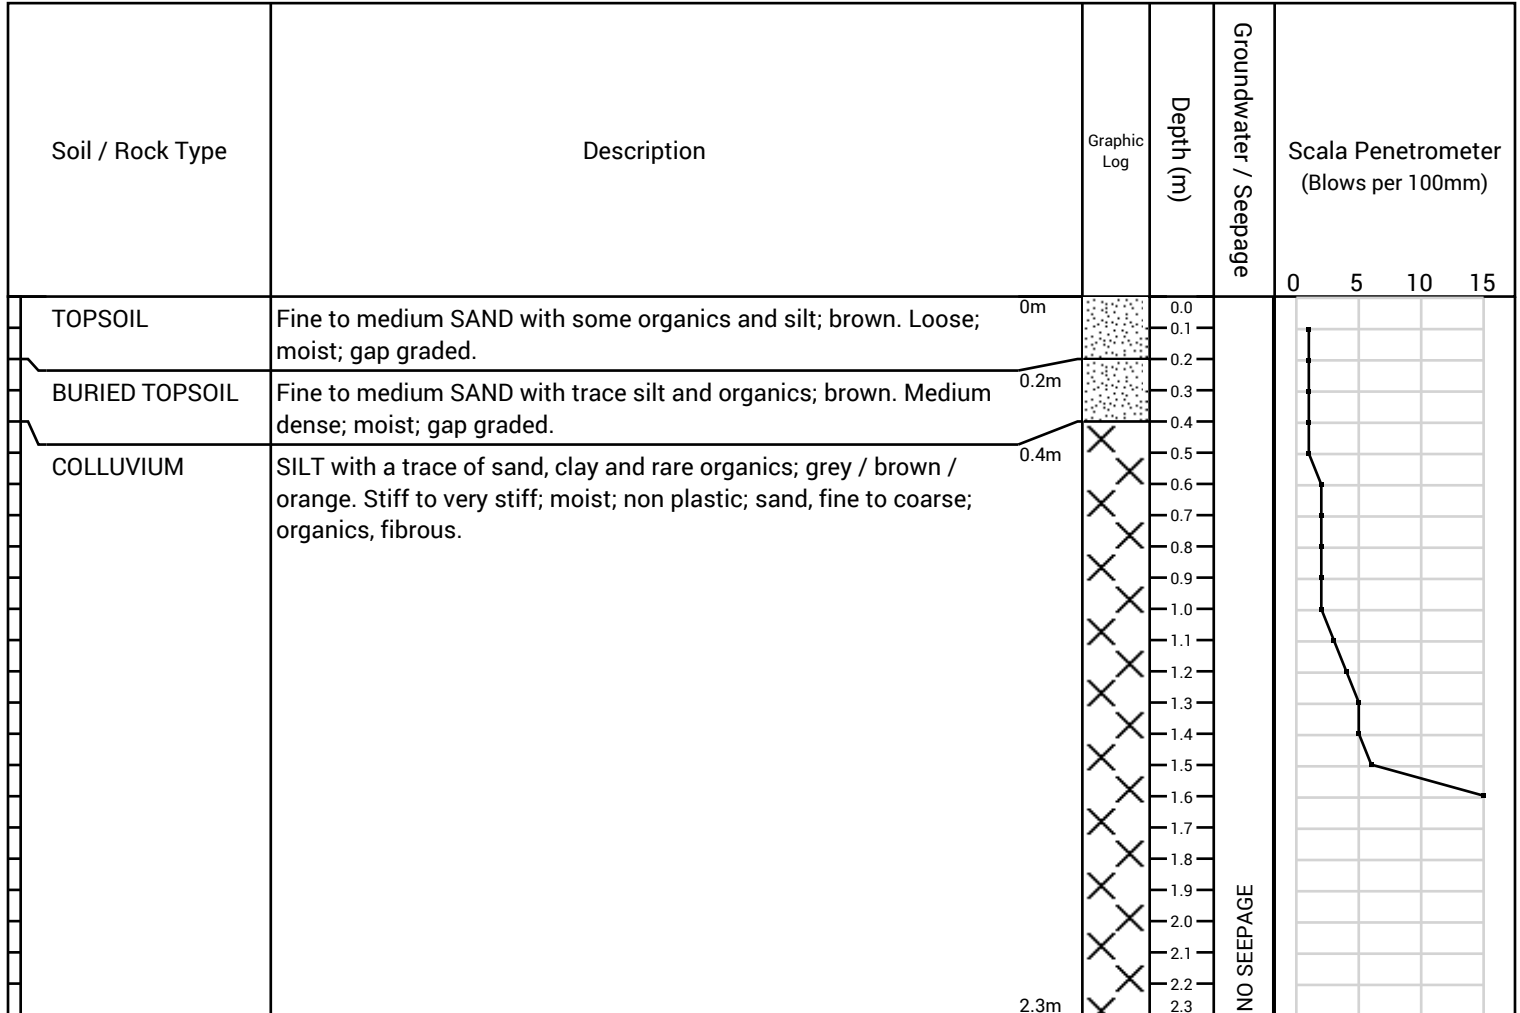 Soil / Rock Type
Description
Graphic
Log
Depth (m)
Groundwater / Seepage
Scala Penetrometer
(Blows per 100mm)
0 5 10 15
TOPSOIL
Fine to medium SAND with some organics and silt; brown. Loose;
moist; gap graded.
0m
BURIED TOPSOIL
Fine to medium SAND with trace silt and organics; brown. Medium
dense; moist; gap graded.
0.2m
COLLUVIUM
SILT with a trace of sand, clay and rare organics; grey / brown /
orange. Stiff to very stiff; moist; non plastic; sand, fine to coarse;
organics, fibrous.
0.4m
2.3m
0.0
0.1
0.2
0.3
0.4
0.5
0.6
0.7
0.8
0.9
1.0
1.1
1.2
1.3
1.4
1.5
1.6
1.7
1.8
1.9
2.0
2.1
2.2
2.3
NO SEEPAGE